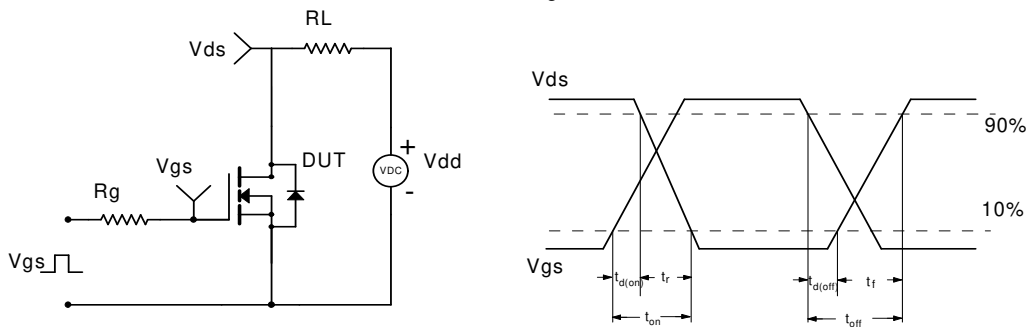 RL
Vds
DUT
VDC
+
-
Vdd
Vgs
Rg
Vgs
Vds
90%
10%
Vgs
td(on)
tr
ton
td(off)
tf
toff